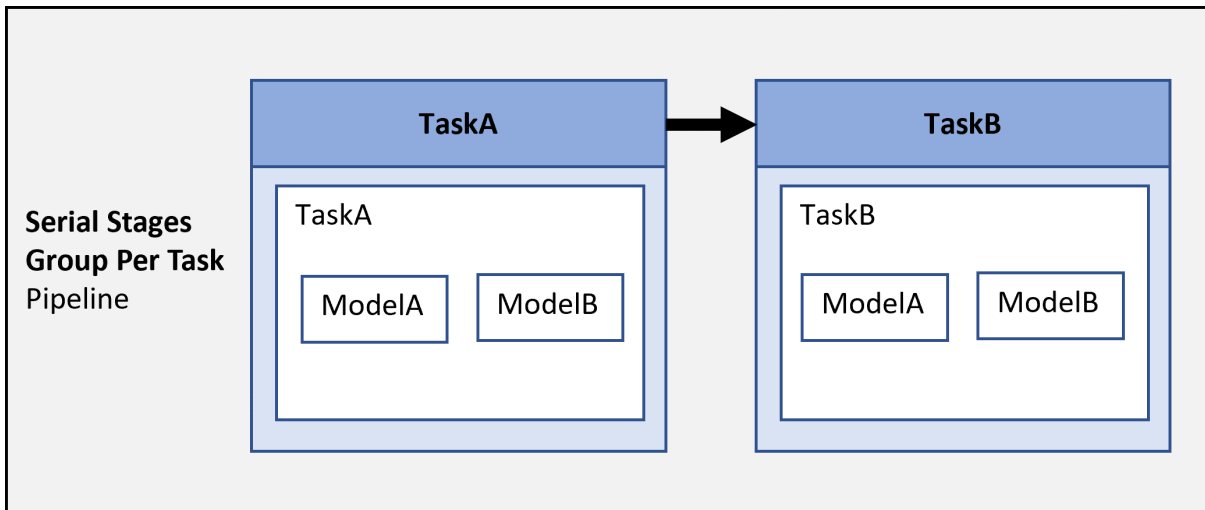 Serial Stages
Group Per Task
Pipeline
TaskA
TaskA
ModelA
ModelB
TaskB
TaskB
ModelA
ModelB